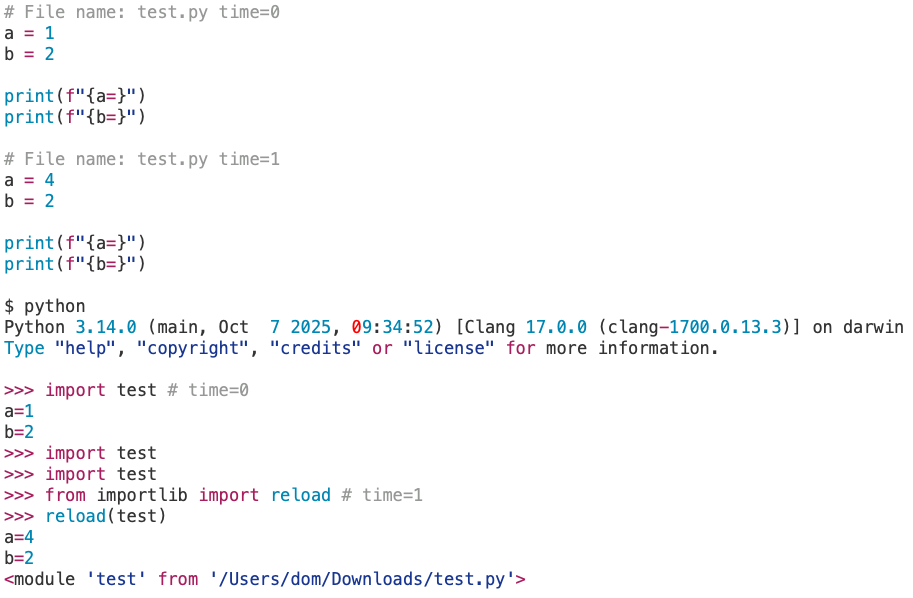 # File name: test.py time=0
a = 1
b = 2
print(f"{a=}")
print(f"{b=}")
# File name: test.py time=1
a = 4
b = 2
print(f"{a=}")
print(f"{b=}")
$ python
Python 3.14.0 (main, Oct  7 2025, 09:34:52) [Clang 17.0.0 (clang-1700.0.13.3)] on darwin
Type "help", "copyright", "credits" or "license" for more information.
>>> import test # time=0
a=1
b=2
>>> import test
>>> import test
>>> from importlib import reload # time=1
>>> reload(test)
a=4
b=2
<module 'test' from '/Users/dom/Downloads/test.py'>